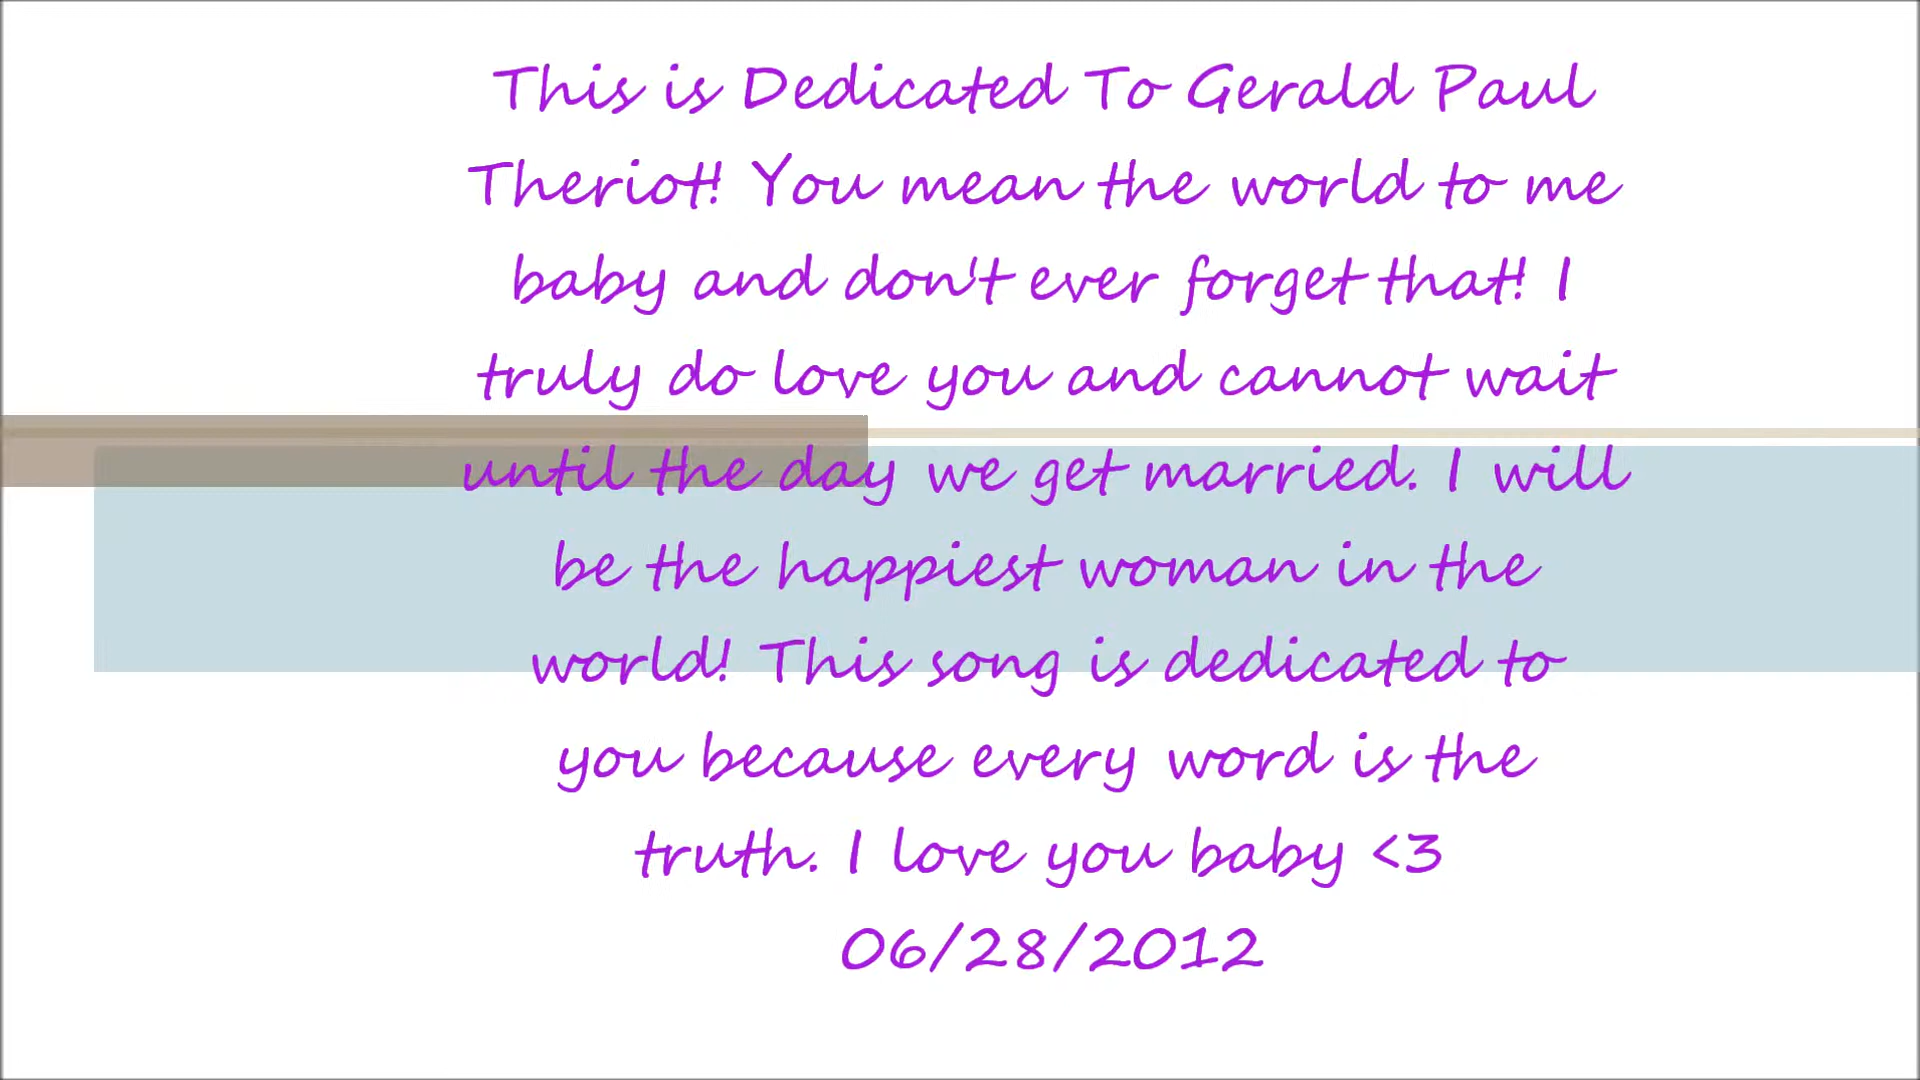 This is Dedicated To Gerald Paul
Theriot! You mean the world to me
baby and don't ever forget that! I
truly do love you and cannot wait
until the day we get married. I will
be the happiest woman in the
world! This song is dedicated to
you because every word is the
truth. I love you baby <3
06/28/2012